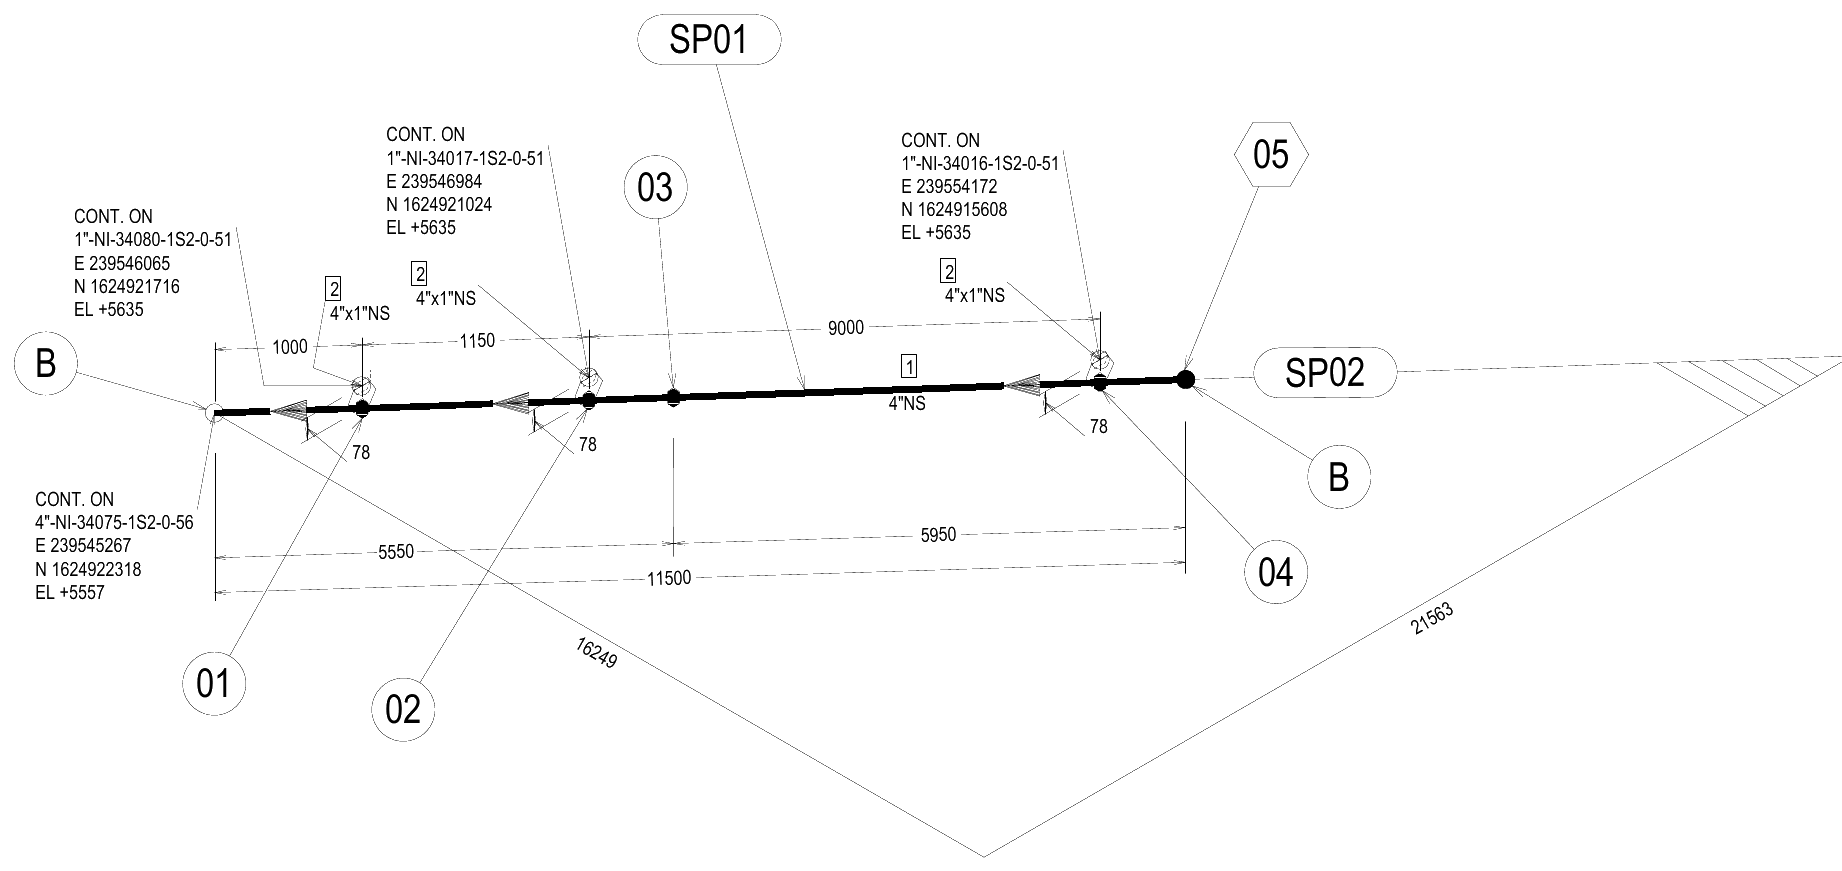 SP01
CONT. ON
1"-NI-34017-1S2-0-51
E 239546984
N 1624921024
EL +5635
03
CONT. ON
1"-NI-34016-1S2-0-51
E 239554172
N 1624915608
EL +5635
05
CONT. ON
1"-NI-34080-1S2-0-51
E 239546065
N 1624921716
EL +5635
2
4"x1"NS
2
4"x1"NS
2
4"x1"NS
1000
1150
9000
B
1
4"NS
SP02
78
78
78
B
CONT. ON
4"-NI-34075-1S2-0-56
E 239545267
N 1624922318
EL +5557
5550
5950
11500
04
01
02
16249
21563